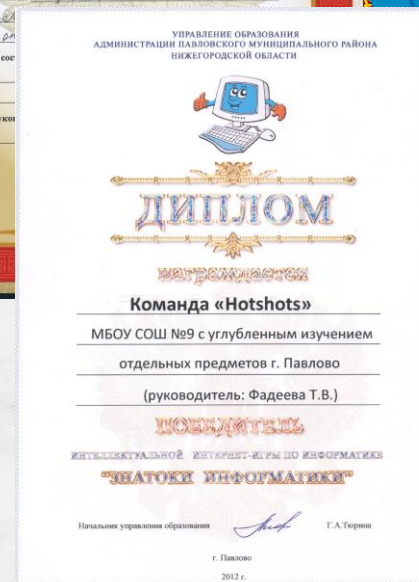 УПРАВЛЕНИЕ ОБРАЗОВАНИЯ
АДМИНИСТРАЦИИ ПАВЛОВСКОГО МУНИЦИПАЛЬНОГО РАЙОНА
НИЖЕГОРОДСКОЙ ОБЛАСТИ
ДИПЛОМ
награждается
Команда «Hotshots»
МБОУ СОШ №9 с углубленным изучением
отдельных предметов г. Павлово
(руководитель: Фадеева Т.В.)
ПОБЕДИТЕЛЬ
ИНТЕЛЛЕКТУАЛЬНОЙ ИНТЕРНЕТ-ИГРЫ ПО ИНФОРМАТИКЕ
"ЗНАТОКИ ИНФОРМАТИКИ"
Начальник управления образования Г.А.Тюрина
г. Павлово
2012 г.